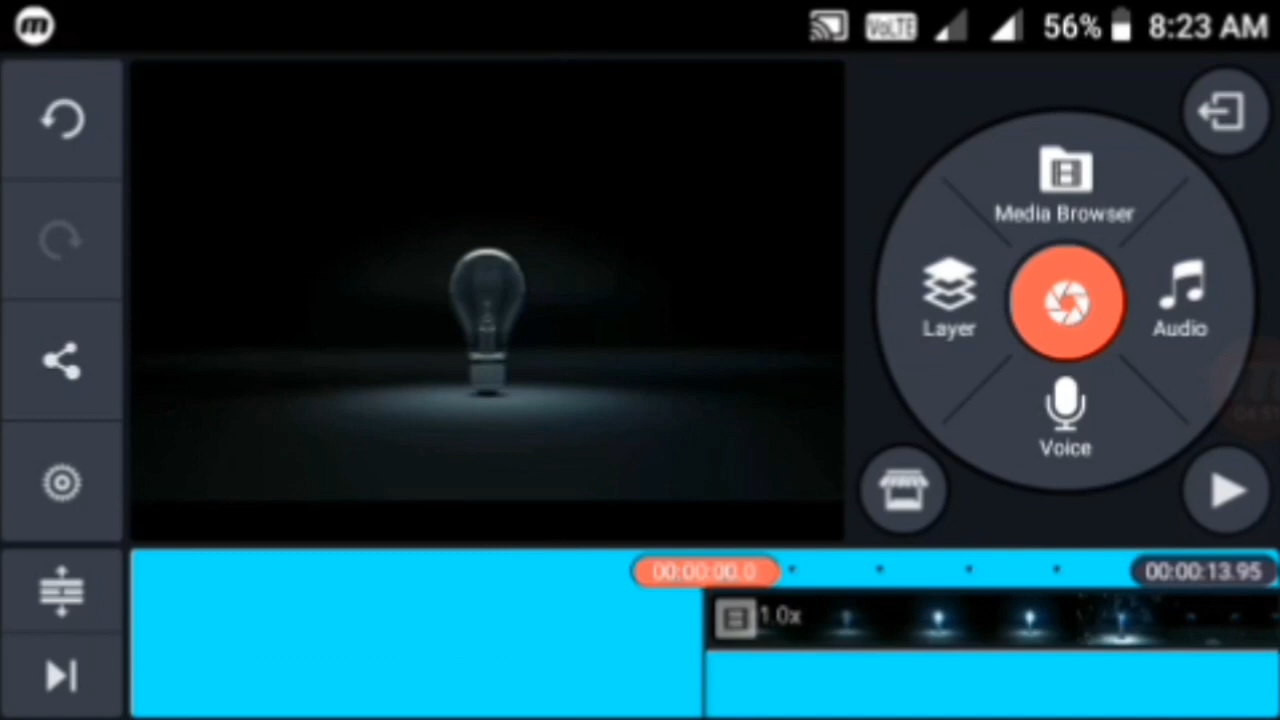 VoLTE 56% 8:23 AM
Media Browser
Layer
Audio
Voice
00:00:00.0
00:00:13.95
1.0x